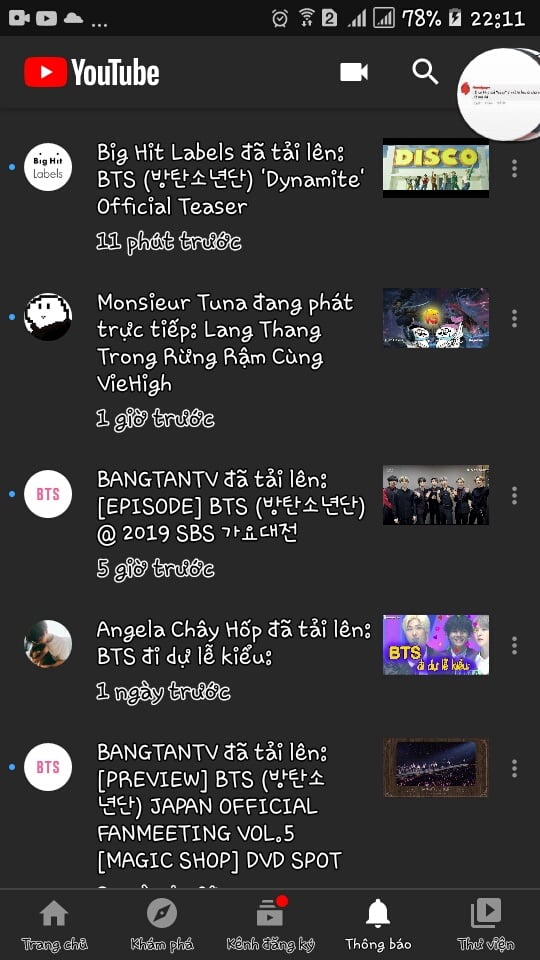 ... 2 78% 22:11
YouTube
Big Hit Labels đã tải lên:
BTS (방탄소년단) 'Dynamite'
Official Teaser
11 phút trước
Big Hit
Labels
DISCO
Monsieur Tuna đang phát
trực tiếp: Lang Thang
Trong Rừng Rậm Cùng
VieHigh
1 giờ trước
BANGTANTV đã tải lên:
[EPISODE] BTS (방탄소년단)
@ 2019 SBS 가요대전
5 giờ trước
BTS
Angela Chây Hốp đã tải lên:
BTS đi dự lễ kiểu:
1 ngày trước
BTS
đi dự lễ kiểu:
BANGTANTV đã tải lên:
[PREVIEW] BTS (방탄소
년단) JAPAN OFFICIAL
FANMEETING VOL.5
[MAGIC SHOP] DVD SPOT
BTS
Trang chủ Khám phá Kênh đăng ký Thông báo Thư viện